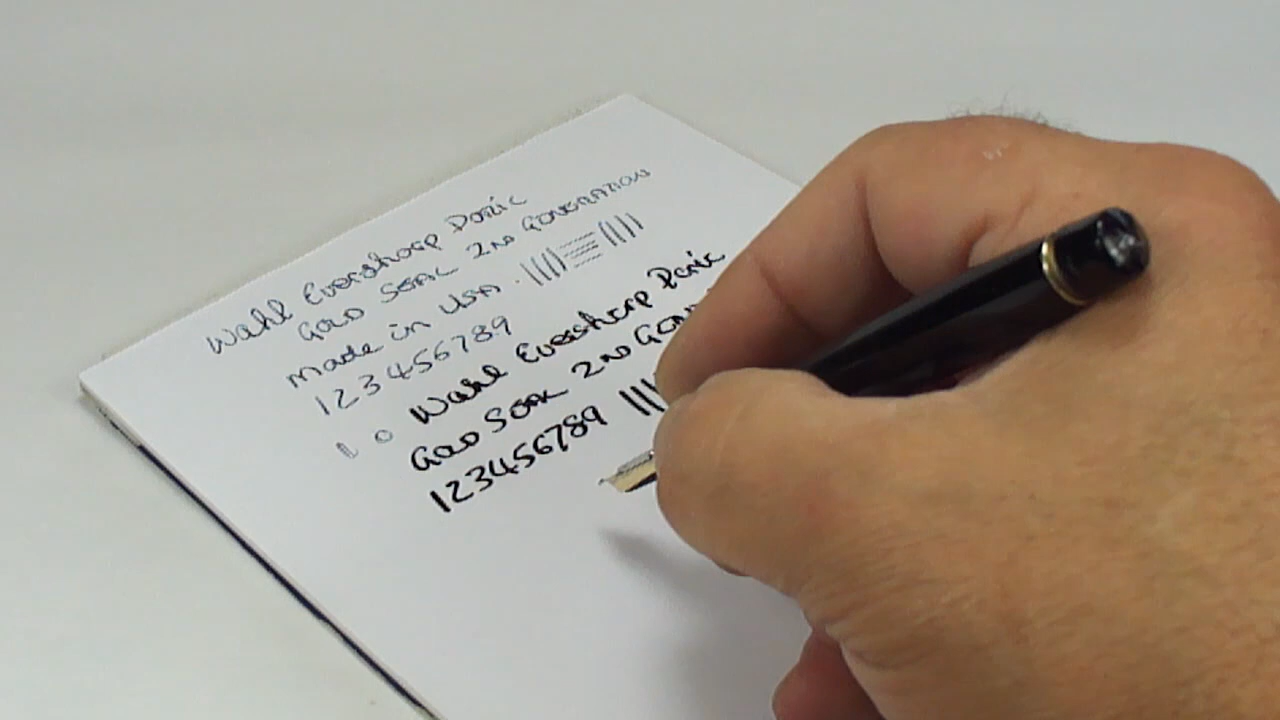 Wahl Eversharp Doric
Gold Seal 2nd Generation
Made in USA.
123456789
Wahl Eversharp Doric
Gold Seal 2nd
123456789